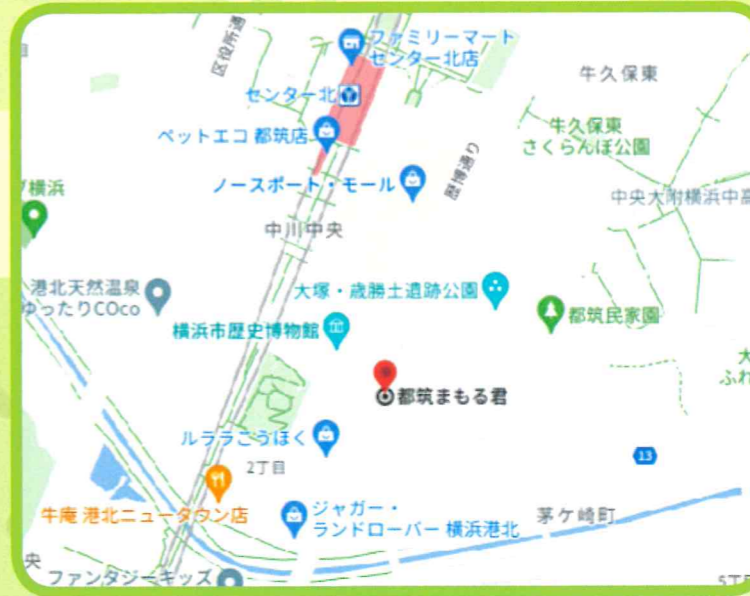 区役所通
ファミリーマート
センター北店
牛久保東
センター北
ペットエコ 都筑店
牛久保東
さくらんぼ公園
歴博通り
ノースポート・モール
横浜
中央大附横浜中高
中川中央
港北天然温泉
ゆったりCOco
大塚・歳勝土遺跡公園
都筑民家園
横浜市歴史博物館
ふれ
都筑まもる君
ルララこうほく
2丁目
13
牛庵 港北ニュータウン店
ジャガー・
ランドローバー 横浜港北
茅ケ崎町
央
ファンタジーキッズ